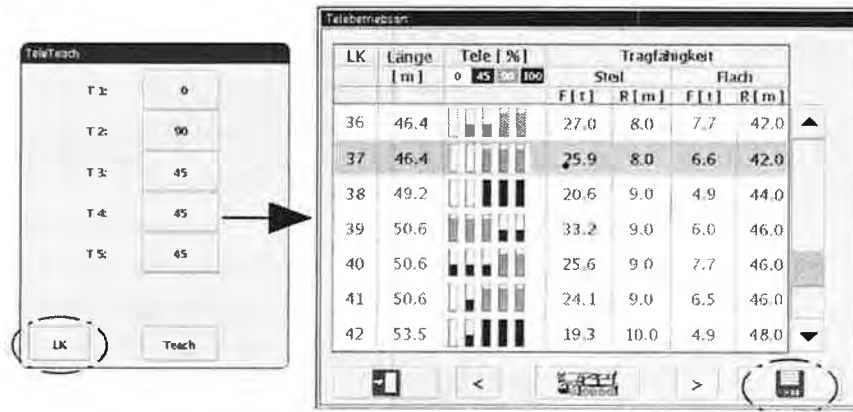 TeleTeach
T 1: 0
T 2: 90
T 3: 45
T 4: 45
T 5: 45
LK Teach
Telebetriebsart
LK Länge Tele [ %] Tragfähigkeit
[ m ] 0 45 90 100 Steil Flach
F [ t ] R [ m ] F [ t ] R [ m ]
36 46.4 27.0 8.0 7.7 42.0
37 46.4 25.9 8.0 6.6 42.0
38 49.2 20.6 9.0 4.9 44.0
39 50.6 33.2 9.0 6.0 46.0
40 50.6 25.6 9.0 7.7 46.0
41 50.6 24.1 9.0 6.5 46.0
42 53.5 19.3 10.0 4.9 48.0
< >